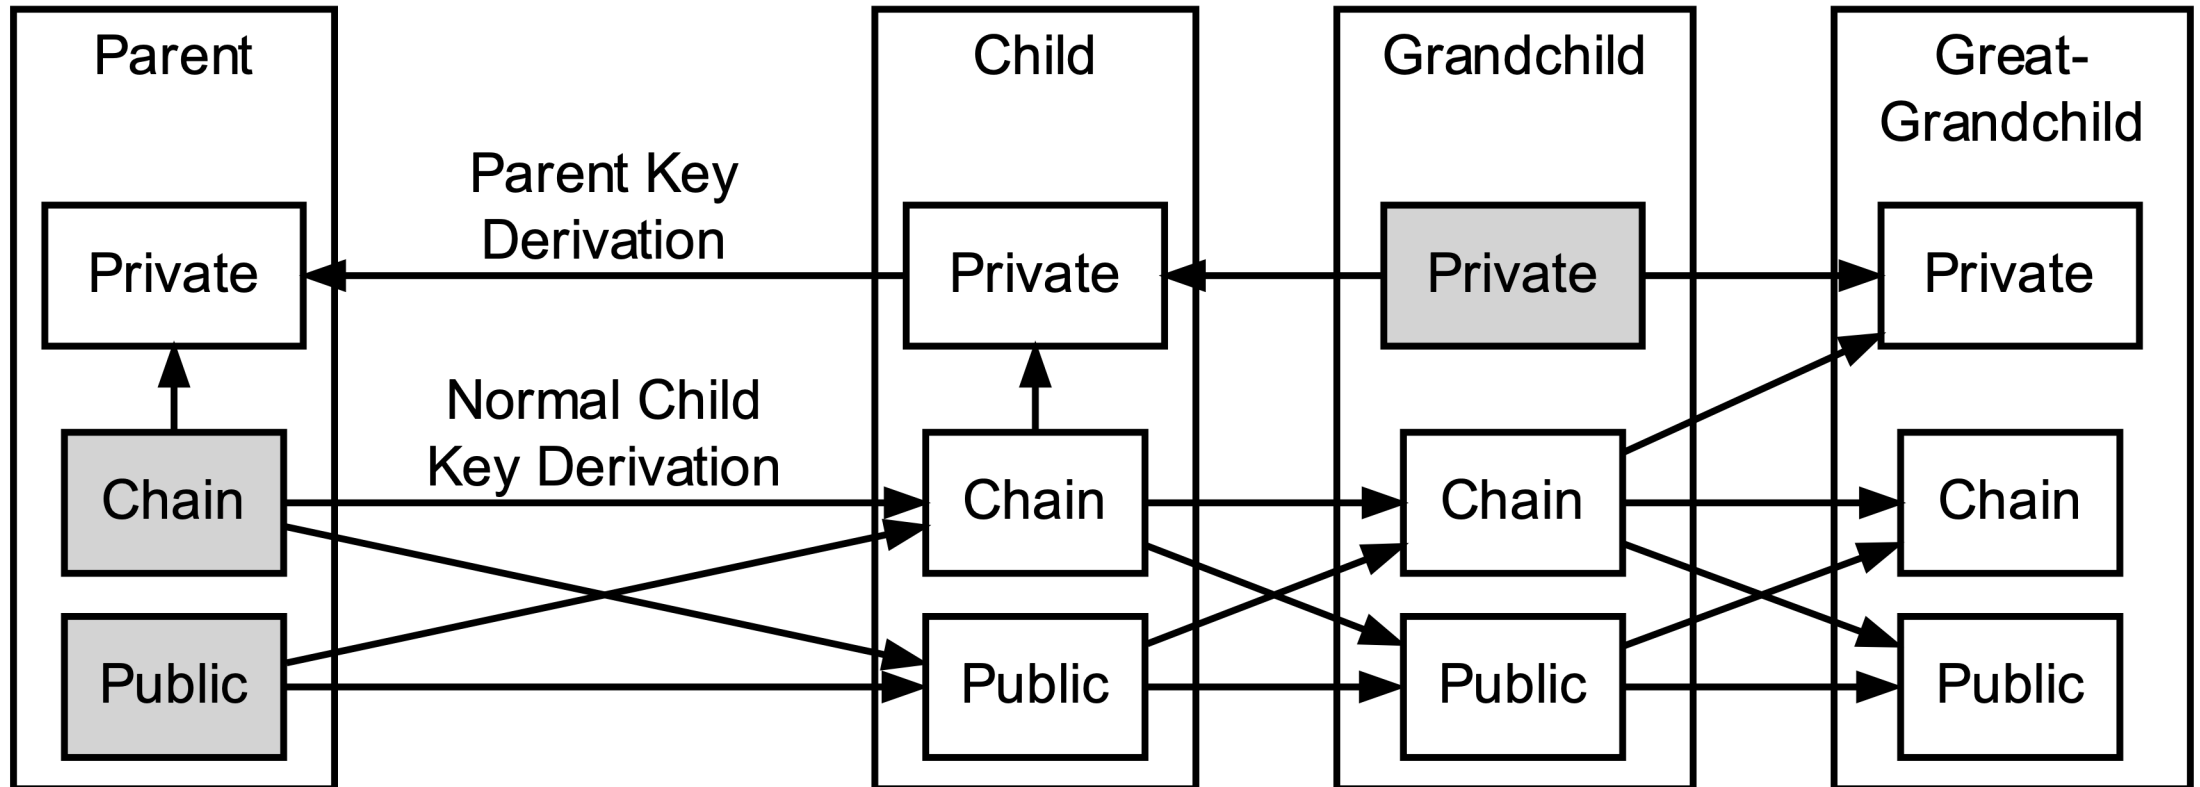 Parent
Child
Grandchild
Great-
Grandchild
Parent Key
Derivation
Private
Private
Private
Private
Normal Child
Key Derivation
Chain
Chain
Chain
Chain
Public
Public
Public
Public